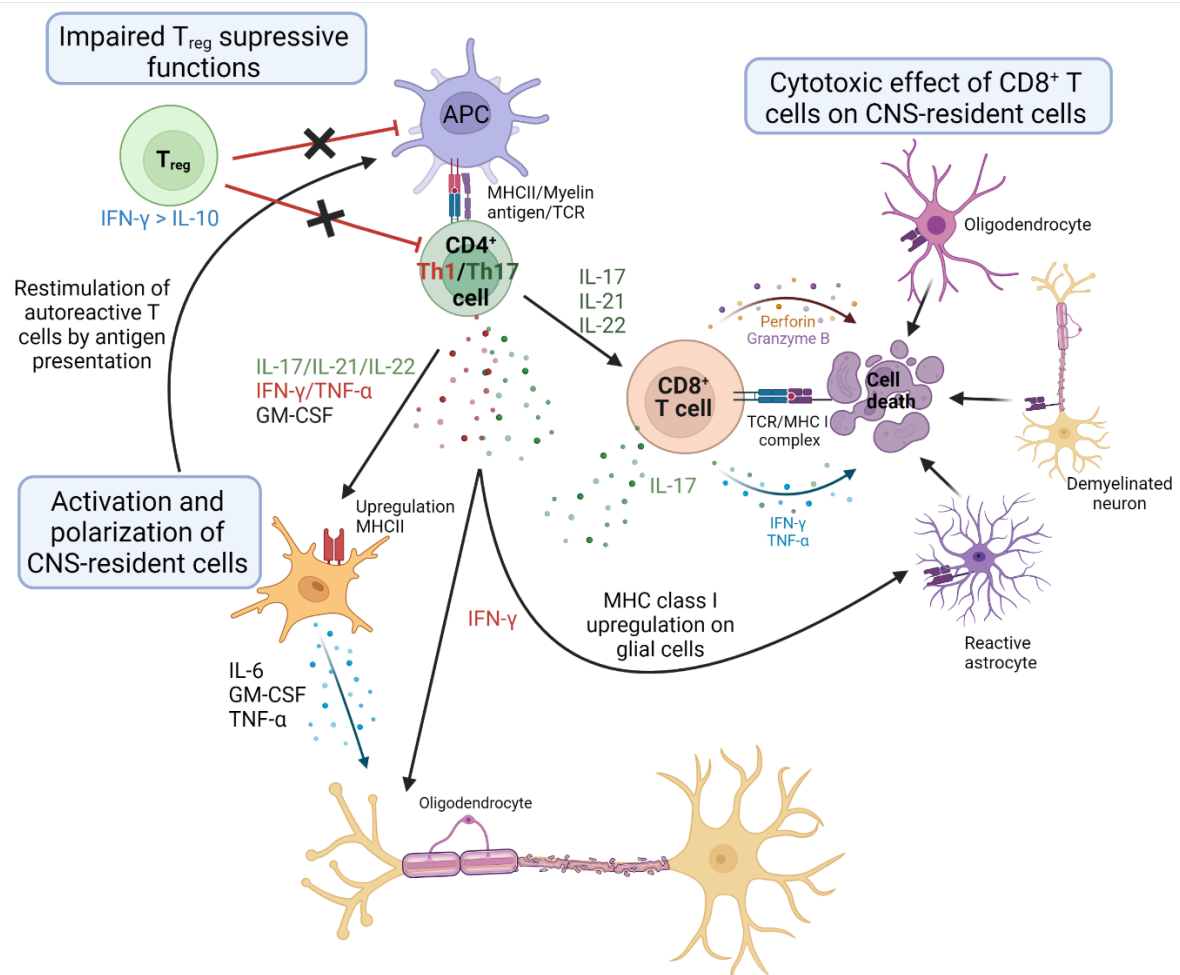 Impaired Treg supressive
functions
APC
Cytotoxic effect of CD8⁺ T
cells on CNS-resident cells
Treg
IFN-γ > IL-10
MHCII/Myelin
antigen/TCR
Oligodendrocyte
CD4⁺
Th1/Th17
cell
IL-17
IL-21
IL-22
Restimulation of
autoreactive T
cells by antigen
presentation
Perforin
Granzyme B
IL-17/IL-21/IL-22
IFN-γ/TNF-α
GM-CSF
CD8⁺
T cell
Cell
death
TCR/MHC I
complex
IL-17
IFN-γ
TNF-α
Demyelinated
neuron
Activation and
polarization of
CNS-resident cells
Upregulation
MHCII
IFN-γ
MHC class I
upregulation on
glial cells
Reactive
astrocyte
IL-6
GM-CSF
TNF-α
Oligodendrocyte